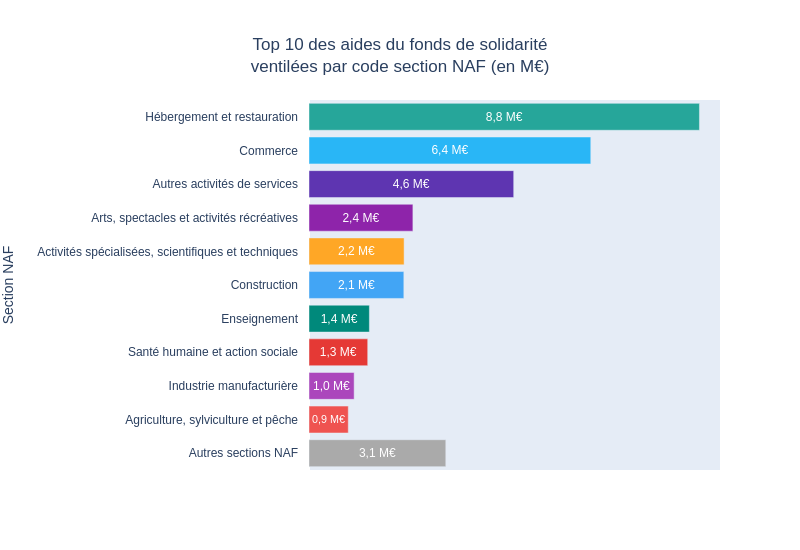 Top 10 des aides du fonds de solidarité
ventilées par code section NAF (en M€)
Section NAF
Hébergement et restauration 8,8 M€
Commerce 6,4 M€
Autres activités de services 4,6 M€
Arts, spectacles et activités récréatives 2,4 M€
Activités spécialisées, scientifiques et techniques 2,2 M€
Construction 2,1 M€
Enseignement 1,4 M€
Santé humaine et action sociale 1,3 M€
Industrie manufacturière 1,0 M€
Agriculture, sylviculture et pêche 0,9 M€
Autres sections NAF 3,1 M€